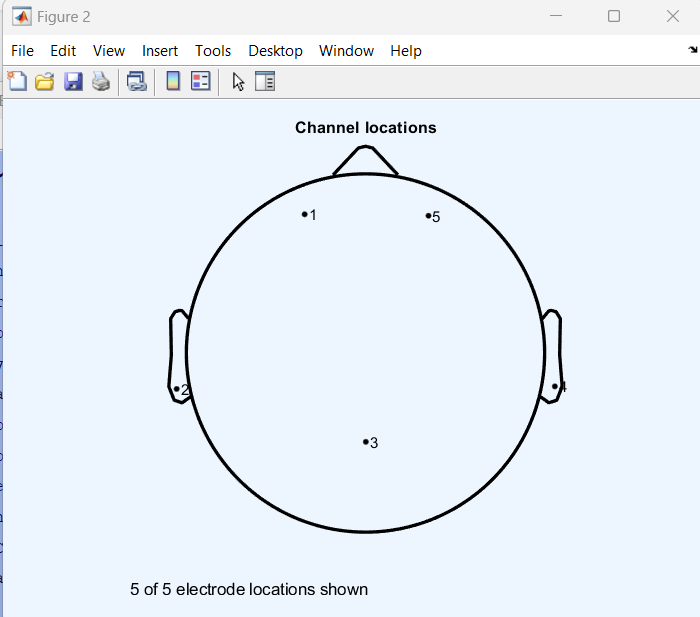 Figure 2
File Edit View Insert Tools Desktop Window Help
Channel locations
1
5
2
4
3
5 of 5 electrode locations shown